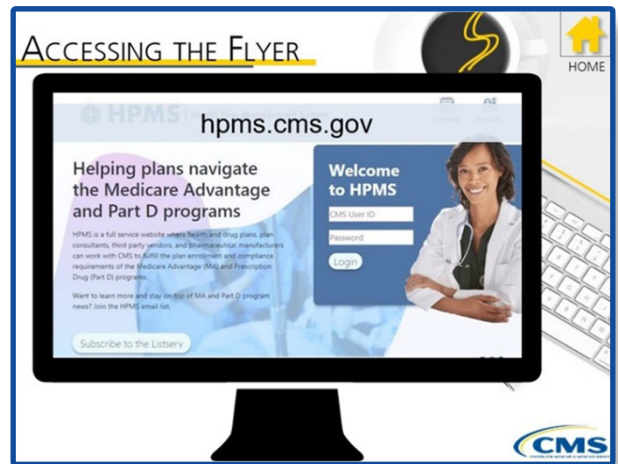 ACCESSING THE FLYER
HOME
HPMS
hpms.cms.gov
Helping plans navigate
the Medicare Advantage
and Part D programs
HPMS is a full service website where health and drug plans, plan
consultants, third party vendors, and pharmaceutical manufacturers
can work with CMS to fulfill the plan enrollment and compliance
requirements of the Medicare Advantage (MA) and Prescription
Drug (Part D) programs.
Want to learn more and stay on top of MA and Part D program
news? Join the HPMS email list.
Subscribe to the Listserv
Welcome
to HPMS
CMS User ID
Password
Login
CMS